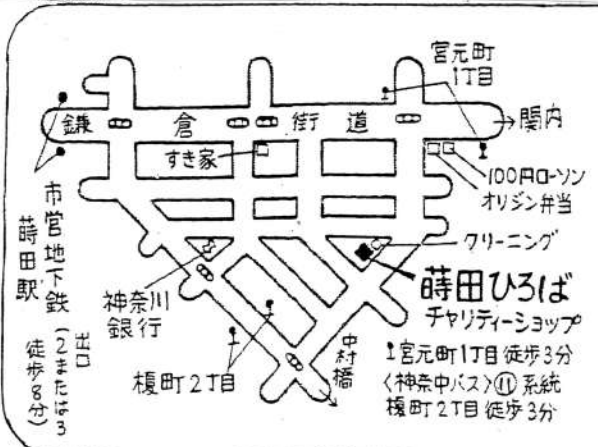 宮元町
1丁目
鎌倉街道
→関内
すき家
100円ローソン
オリジン弁当
クリーニング
市営地下鉄
蒔田駅
出口
(2または3
徒歩8分)
神奈川
銀行
榎町2丁目
中村橋
蒔田ひろば
チャリティーショップ
宮元町1丁目徒歩3分
〈神奈中バス〉⑪系統
榎町2丁目徒歩3分